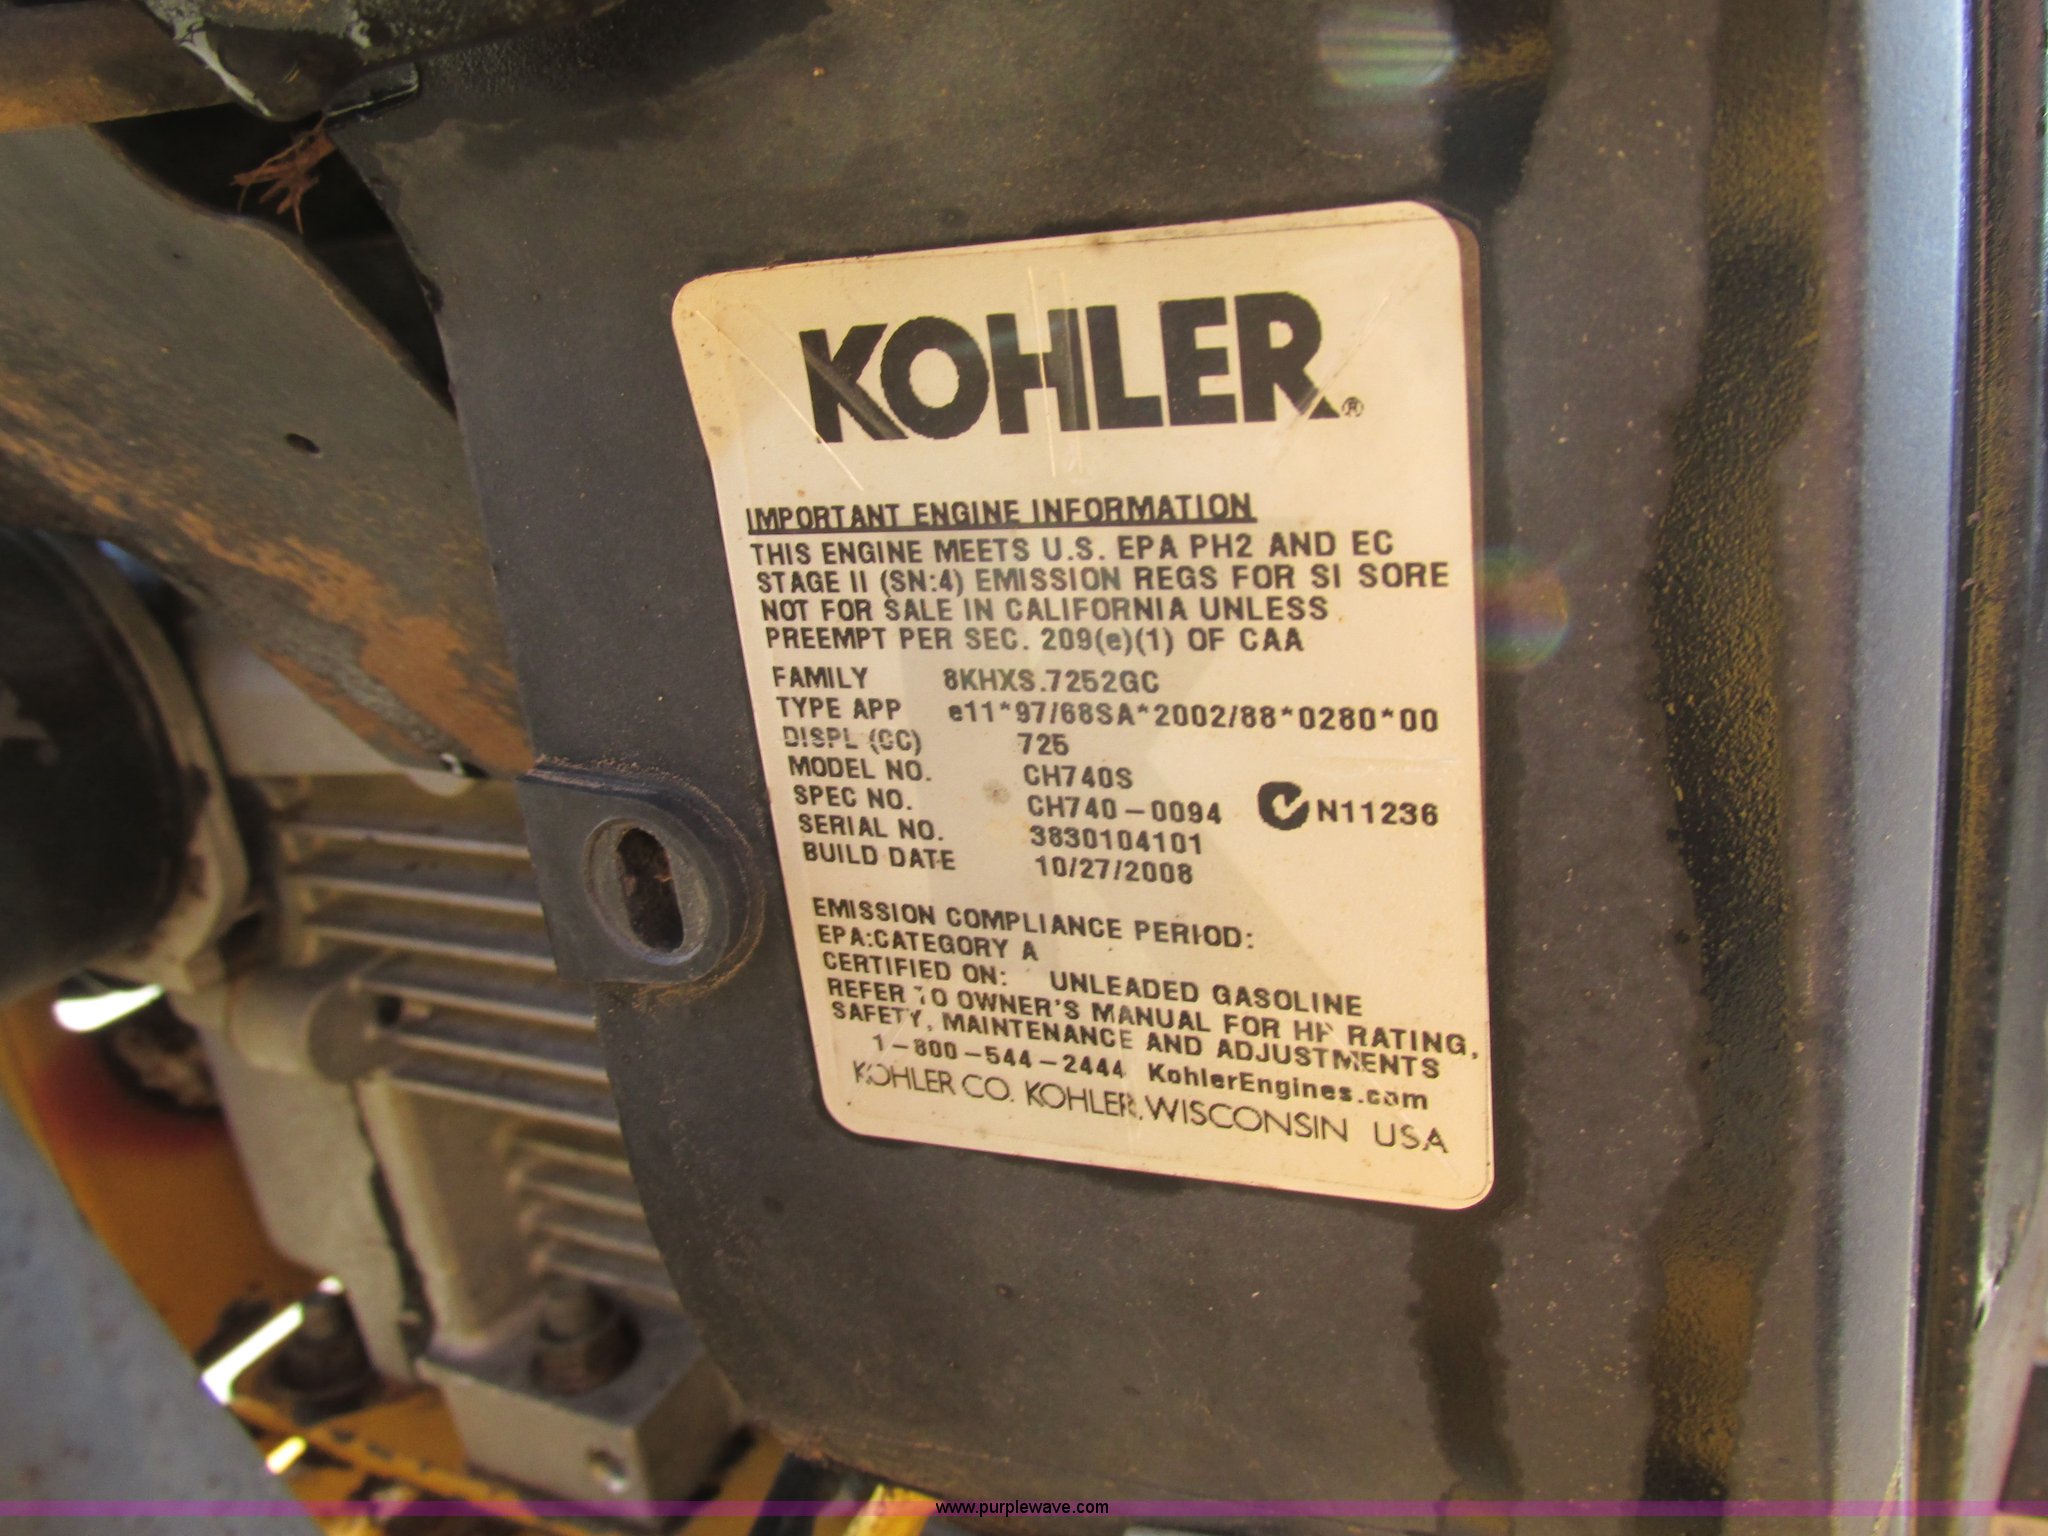 KOHLER®
IMPORTANT ENGINE INFORMATION
THIS ENGINE MEETS U.S. EPA PH2 AND EC
STAGE II (SN:4) EMISSION REGS FOR SI SORE
NOT FOR SALE IN CALIFORNIA UNLESS
PREEMPT PER SEC. 209(e)(1) OF CAA
FAMILY 8KHXS.7252GC
TYPE APP e11*97/68SA*2002/88*0280*00
DISPL (CC) 725
MODEL NO. CH740S
SPEC NO. CH740-0094 N11236
SERIAL NO. 3830104101
BUILD DATE 10/27/2008
EMISSION COMPLIANCE PERIOD:
EPA:CATEGORY A
CERTIFIED ON: UNLEADED GASOLINE
REFER TO OWNER'S MANUAL FOR HP RATING,
SAFETY, MAINTENANCE AND ADJUSTMENTS
1-800-544-2444 KohlerEngines.com
KOHLER CO. KOHLER, WISCONSIN USA
www.purplewave.com